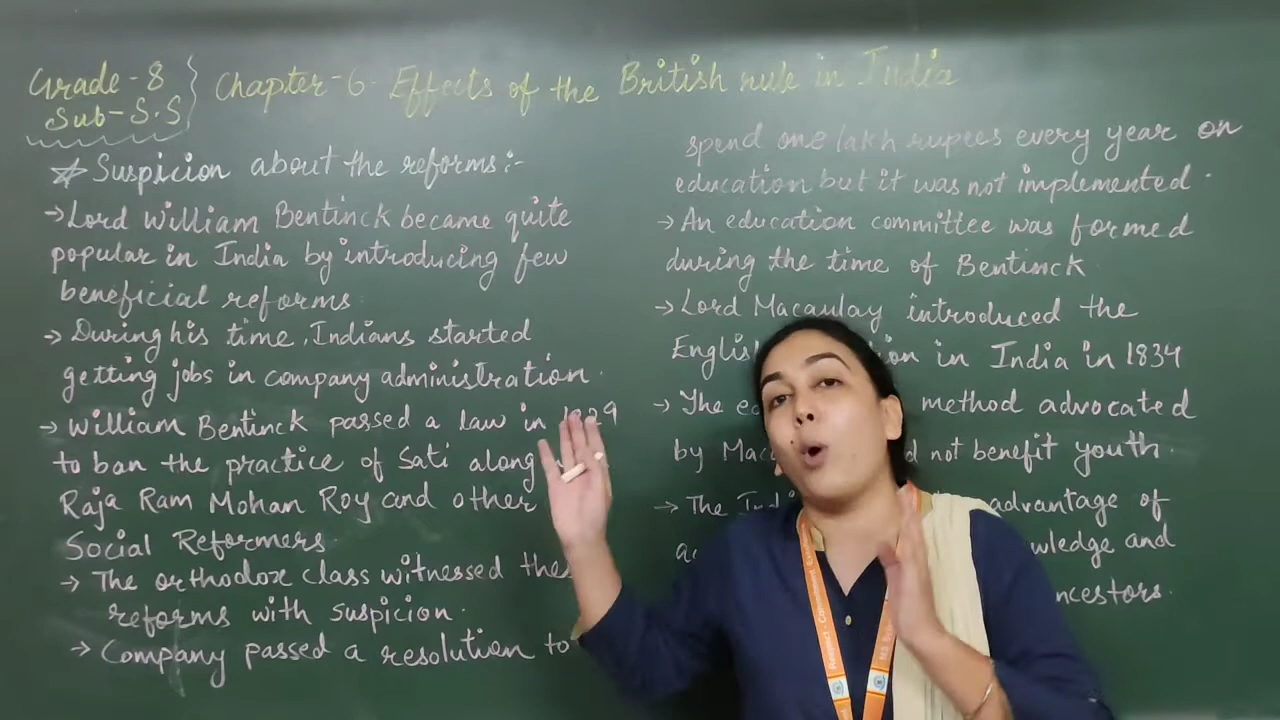 Grade-8
Sub-S.S
Chapter-6. Effects of the British rule in India
Suspicion about the reforms:-
→ Lord William Bentinck became quite
popular in India by introducing few
beneficial reforms.
→ During his time, Indians started
getting jobs in company administration.
→ William Bentinck passed a law in
to ban the practice of Sati along
Raja Ram Mohan Roy and other
Social Reformers.
→ The orthodox class witnessed
reforms with suspicion.
→ Company passed a resolution to
spend one lakh rupees every year on
education but it was not implemented.
→ An education committee was formed
during the time of Bentinck
→ Lord Macaulay introduced the
in India in 1834
→ The method advocated
by not benefit youth.
→ The advantage of
and
Respect . Commitment